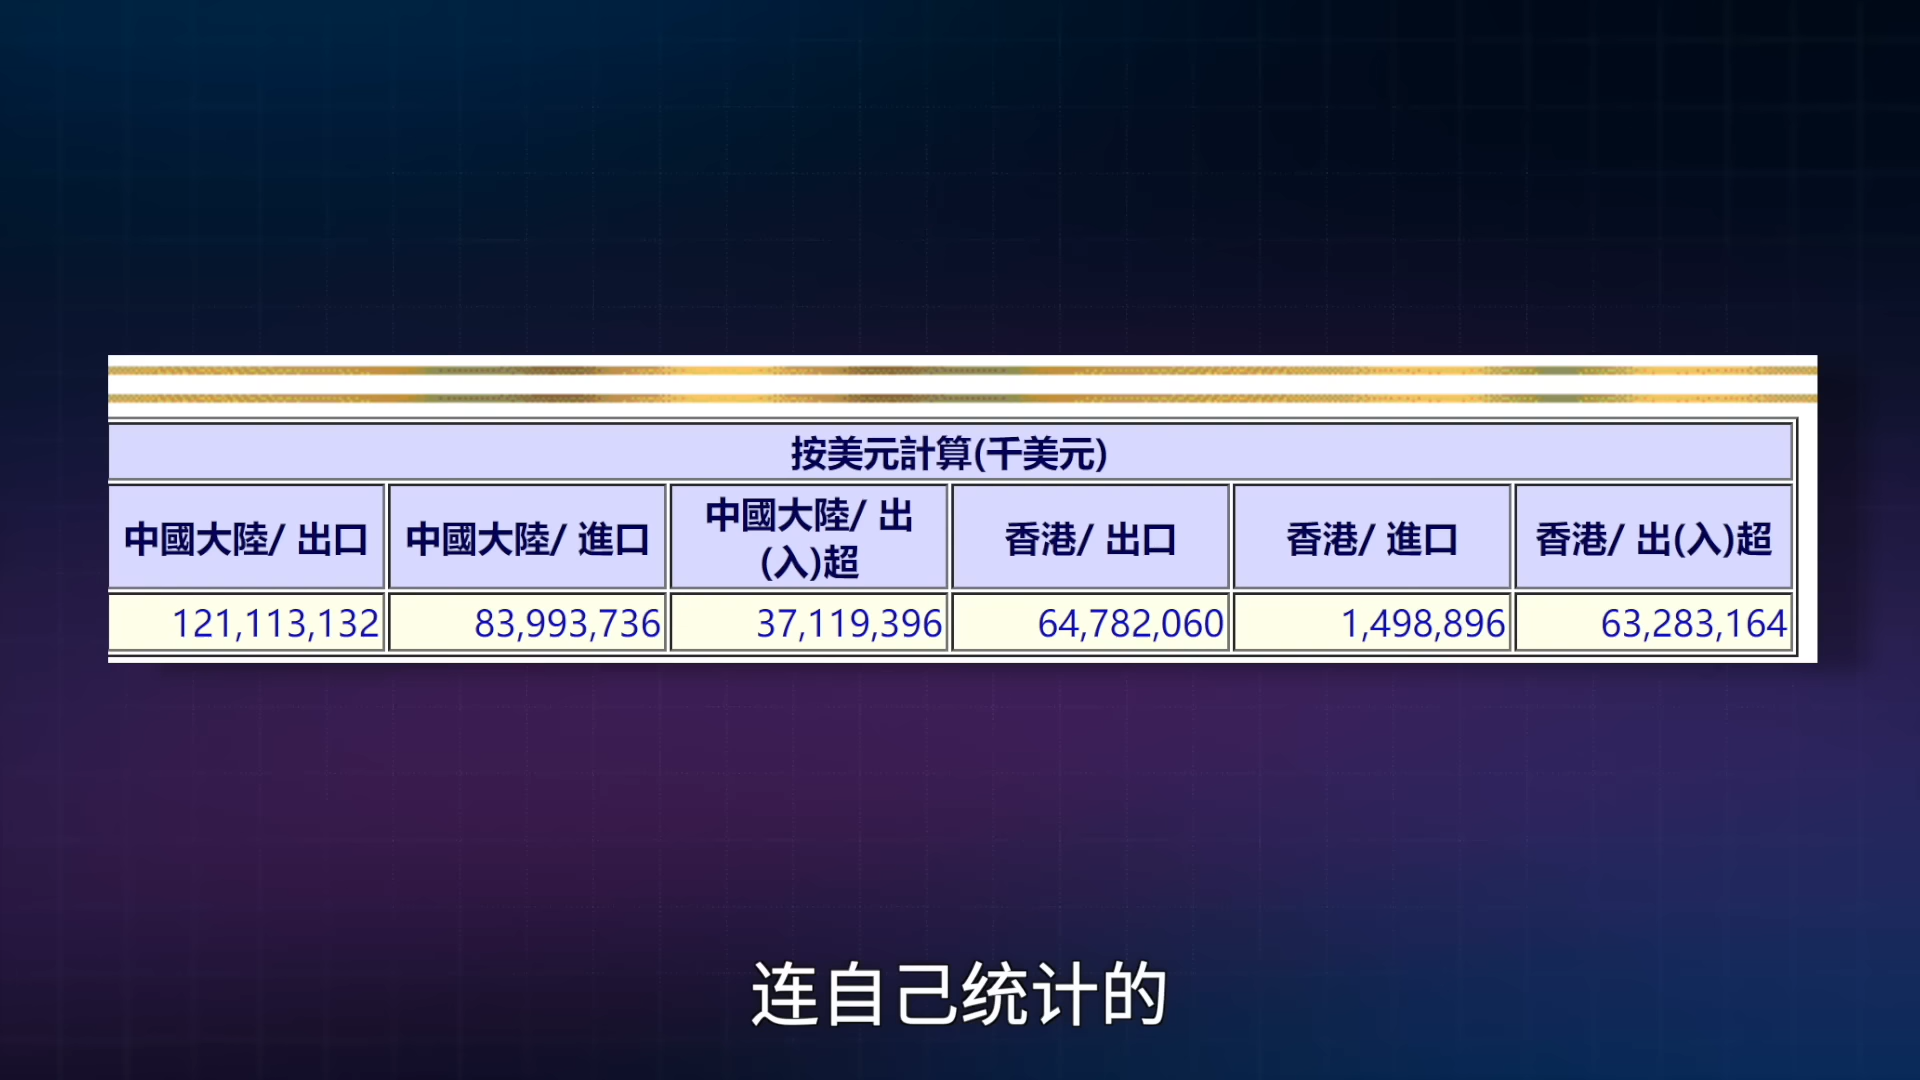 按美元計算(千美元)
中國大陸/ 出口
中國大陸/ 進口
中國大陸/ 出
(入)超
香港/ 出口
香港/ 進口
香港/ 出(入)超
121,113,132
83,993,736
37,119,396
64,782,060
1,498,896
63,283,164
连自己统计的